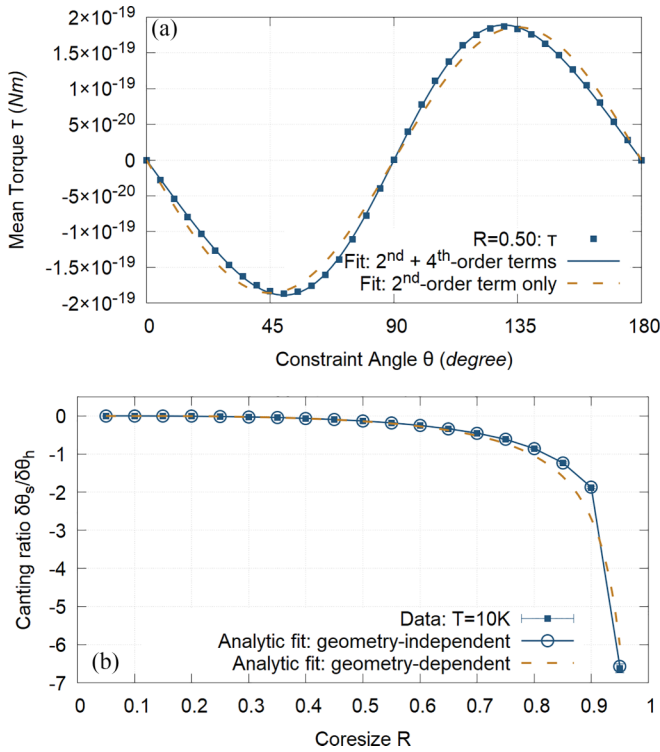 (a)
Mean Torque τ (Nm)
2×10⁻¹⁹
1.5×10⁻¹⁹
1×10⁻¹⁹
5×10⁻²⁰
0
-5×10⁻²⁰
-1×10⁻¹⁹
-1.5×10⁻¹⁹
-2×10⁻¹⁹
R=0.50: τ
Fit: 2ⁿᵈ + 4ᵗʰ-order terms
Fit: 2ⁿᵈ-order term only
0 45 90 135 180
Constraint Angle θ (degree)
Canting ratio δθₛ/δθₕ
0
-1
-2
-3
-4
-5
-6
-7
Data: T=10K
Analytic fit: geometry-independent
Analytic fit: geometry-dependent
(b)
0 0.1 0.2 0.3 0.4 0.5 0.6 0.7 0.8 0.9 1
Coresize R